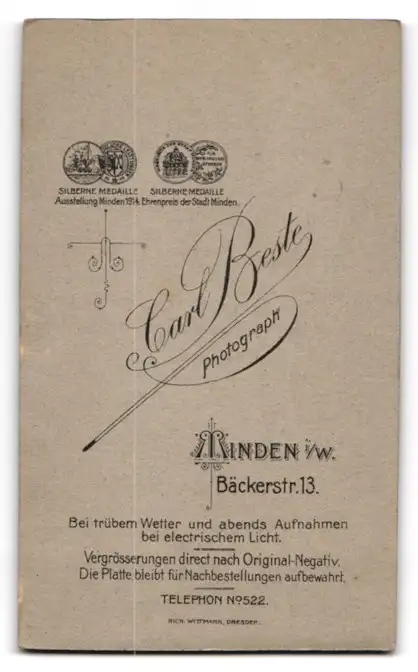 SILBERNE MEDAILLE SILBERNE MEDAILLE
Ausstellung Minden 1914. Ehrenpreis der Stadt Minden.
Carl Beste
Photograph
MINDEN i/W.
Bäckerstr. 13.
Bei trübem Wetter und abends Aufnahmen
bei electrischem Licht.
Vergrösserungen direct nach Original-Negativ.
Die Platte bleibt für Nachbestellungen aufbewahrt.
TELEPHON No 522.
RICH. WITTMANN, DRESDEN.